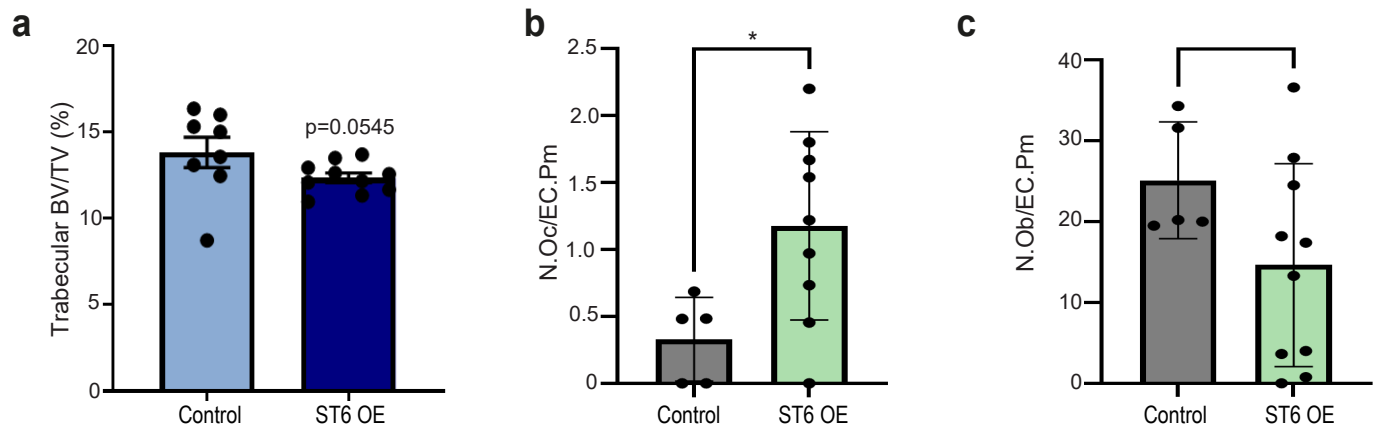 a
Trabecular BV/TV (%)
20
15
10
5
0
p=0.0545
Control ST6 OE
b
N.Oc/EC.Pm
2.5
2.0
1.5
1.0
0.5
0
*
Control ST6 OE
c
N.Ob/EC.Pm
40
30
20
10
0
Control ST6 OE